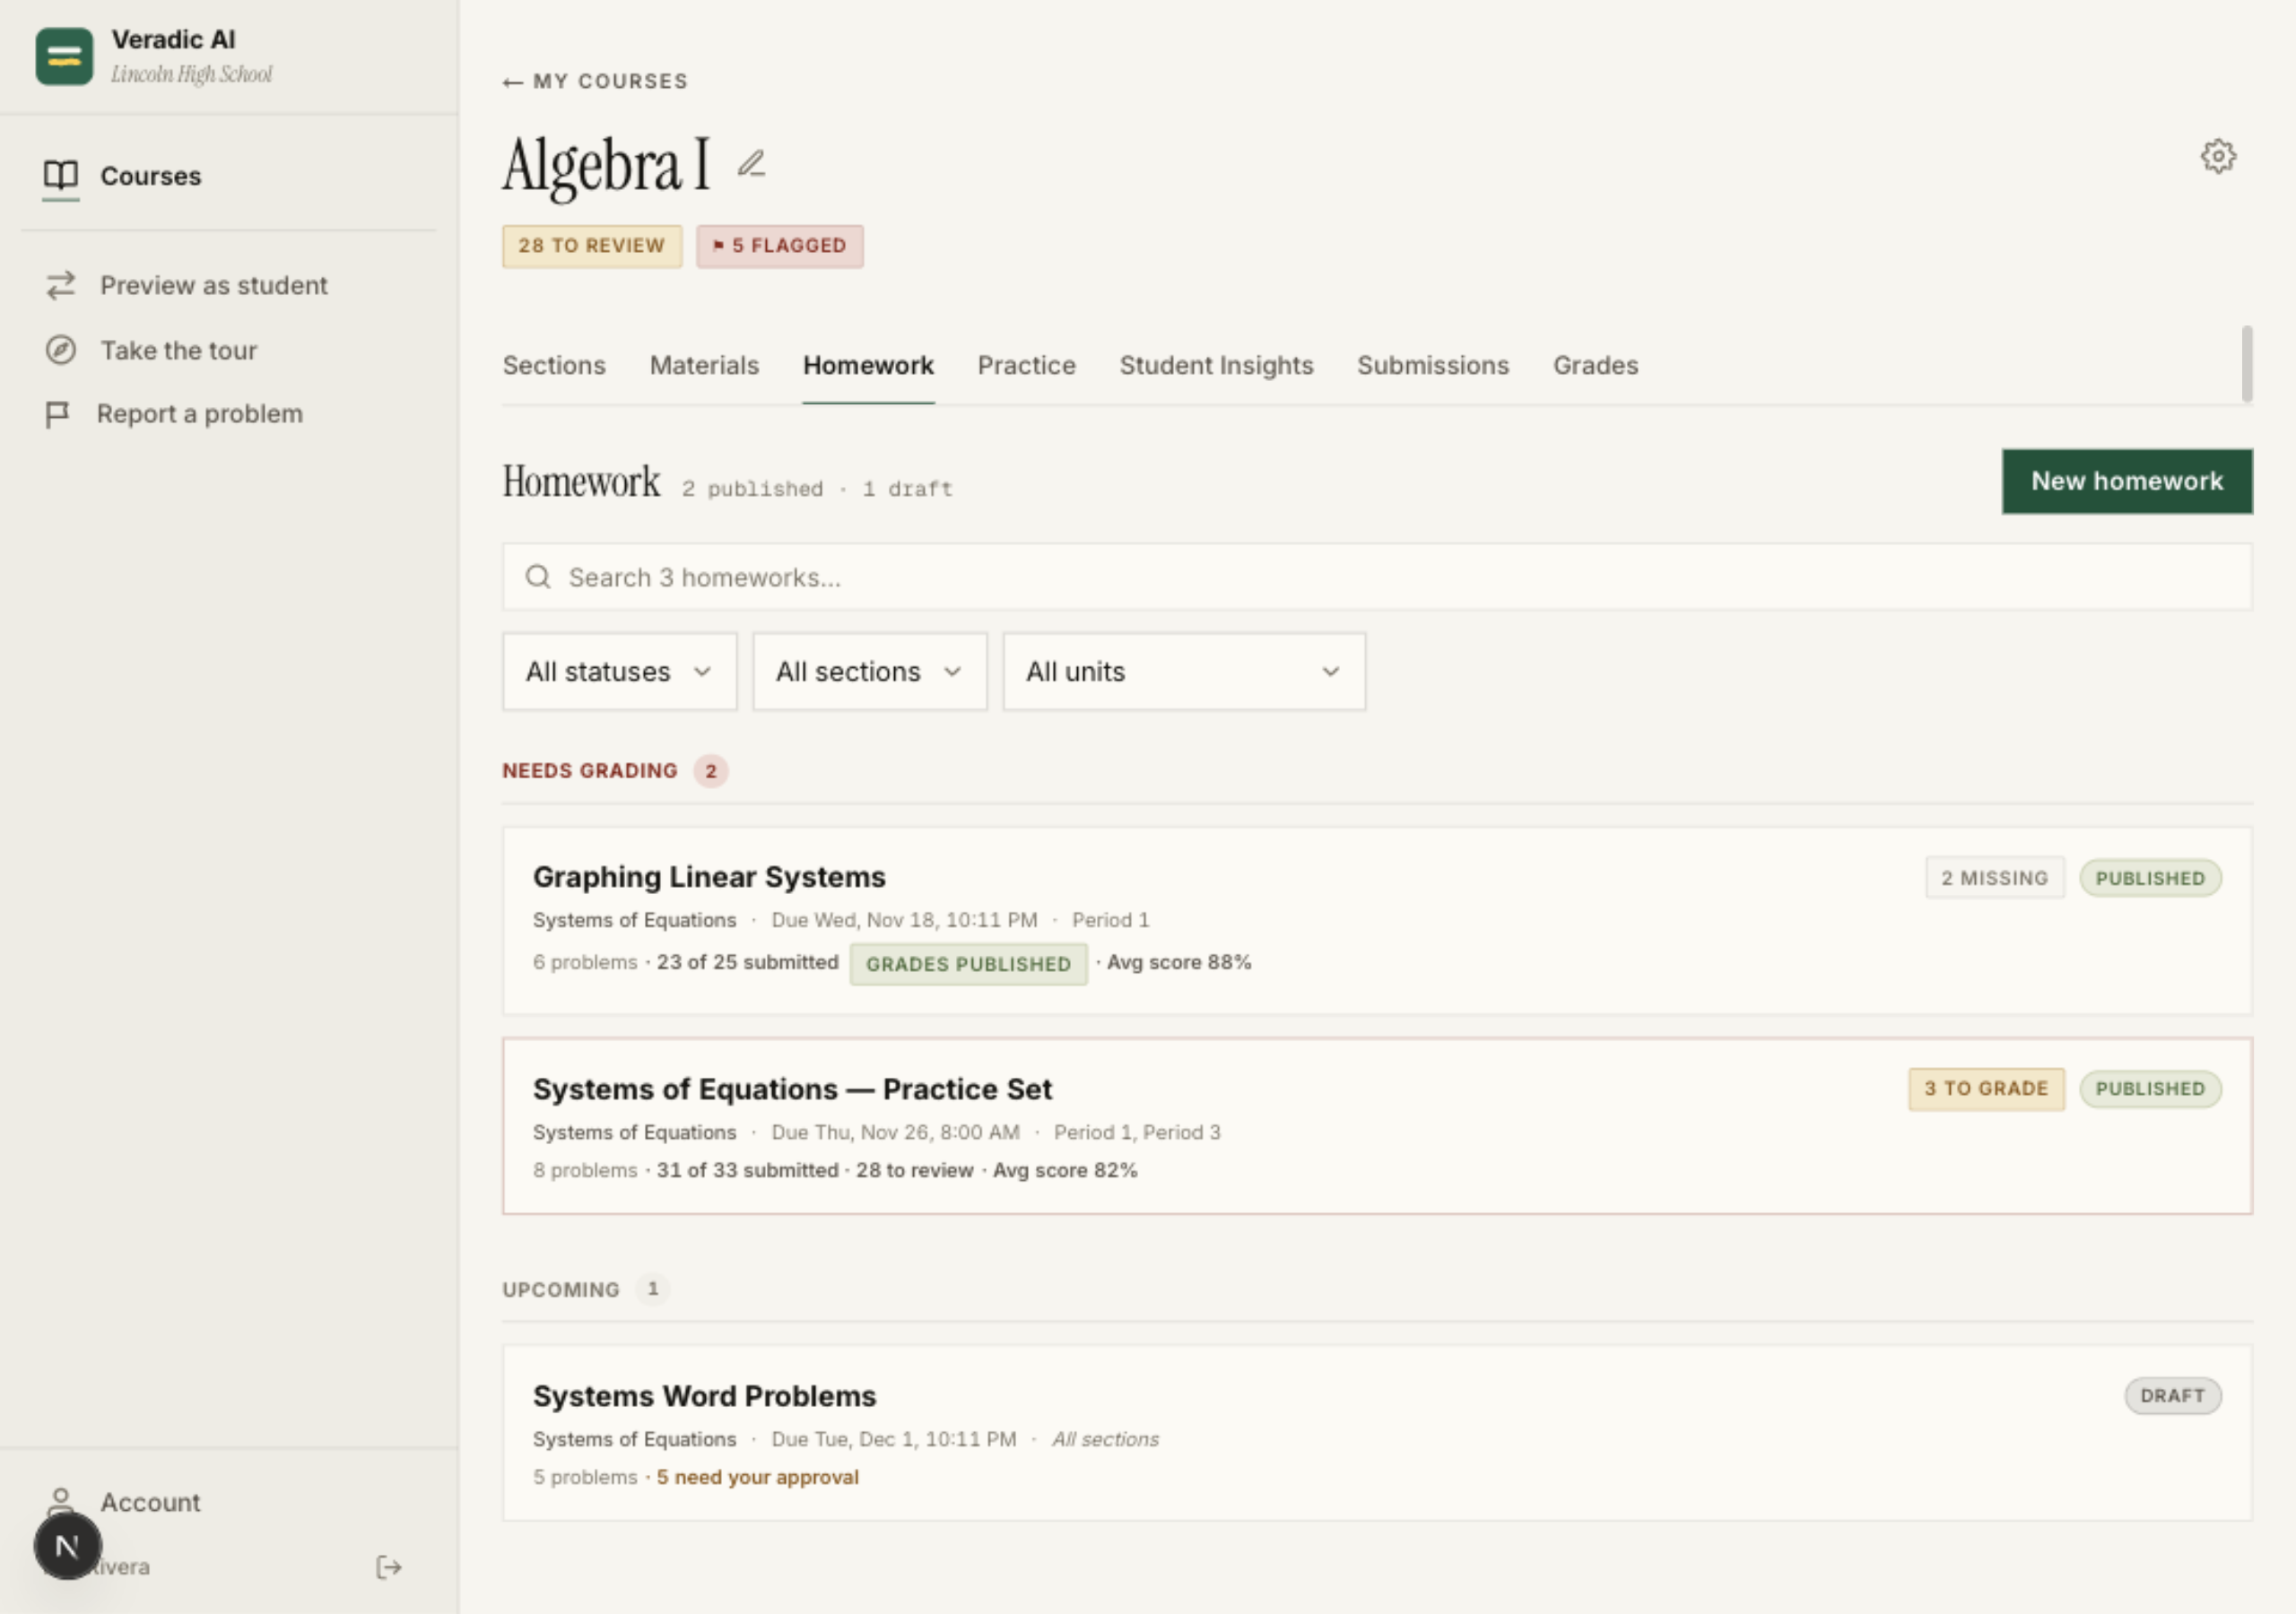 Veradic AI
Lincoln High School
Courses
Preview as student
Take the tour
Report a problem
Account
← MY COURSES
Algebra I
28 TO REVIEW
5 FLAGGED
Sections Materials Homework Practice Student Insights Submissions Grades
Homework 2 published · 1 draft
New homework
Search 3 homeworks...
All statuses All sections All units
NEEDS GRADING 2
Graphing Linear Systems
2 MISSING PUBLISHED
Systems of Equations · Due Wed, Nov 18, 10:11 PM · Period 1
6 problems · 23 of 25 submitted GRADES PUBLISHED · Avg score 88%
Systems of Equations — Practice Set
3 TO GRADE PUBLISHED
Systems of Equations · Due Thu, Nov 26, 8:00 AM · Period 1, Period 3
8 problems · 31 of 33 submitted · 28 to review · Avg score 82%
UPCOMING 1
Systems Word Problems
DRAFT
Systems of Equations · Due Tue, Dec 1, 10:11 PM · All sections
5 problems · 5 need your approval
N